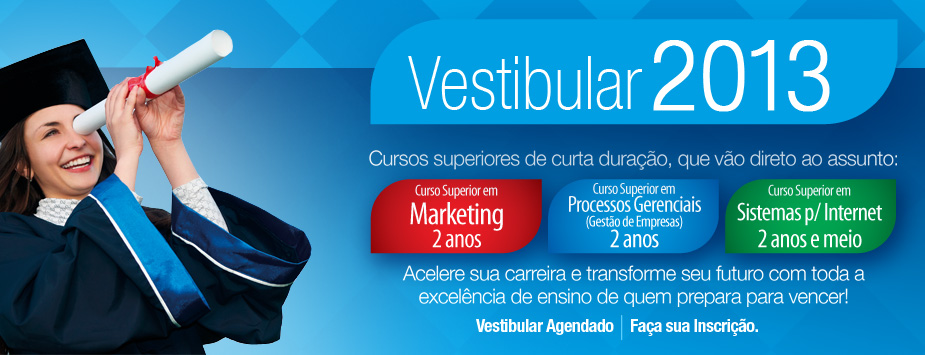 Vestibular 2013
Cursos superiores de curta duração, que vão direto ao assunto:
Curso Superior em
Marketing
2 anos
Curso Superior em
Processos Gerenciais
(Gestão de Empresas)
2 anos
Curso Superior em
Sistemas p/ Internet
2 anos e meio
Acelere sua carreira e transforme seu futuro com toda a
excelência de ensino de quem prepara para vencer!
Vestibular Agendado | Faça sua Inscrição.